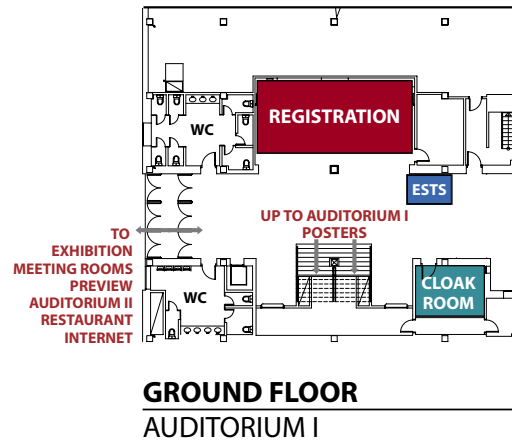 WC
REGISTRATION
ESTS
UP TO AUDITORIUM I
POSTERS
TO
EXHIBITION
MEETING ROOMS
PREVIEW
AUDITORIUM II
RESTAURANT
INTERNET
WC
CLOAK
ROOM
GROUND FLOOR
AUDITORIUM I